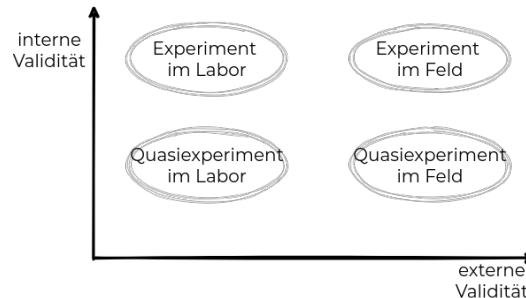 interne
Validität
Experiment
im Labor
Experiment
im Feld
Quasiexperiment
im Labor
Quasiexperiment
im Feld
externe
Validität